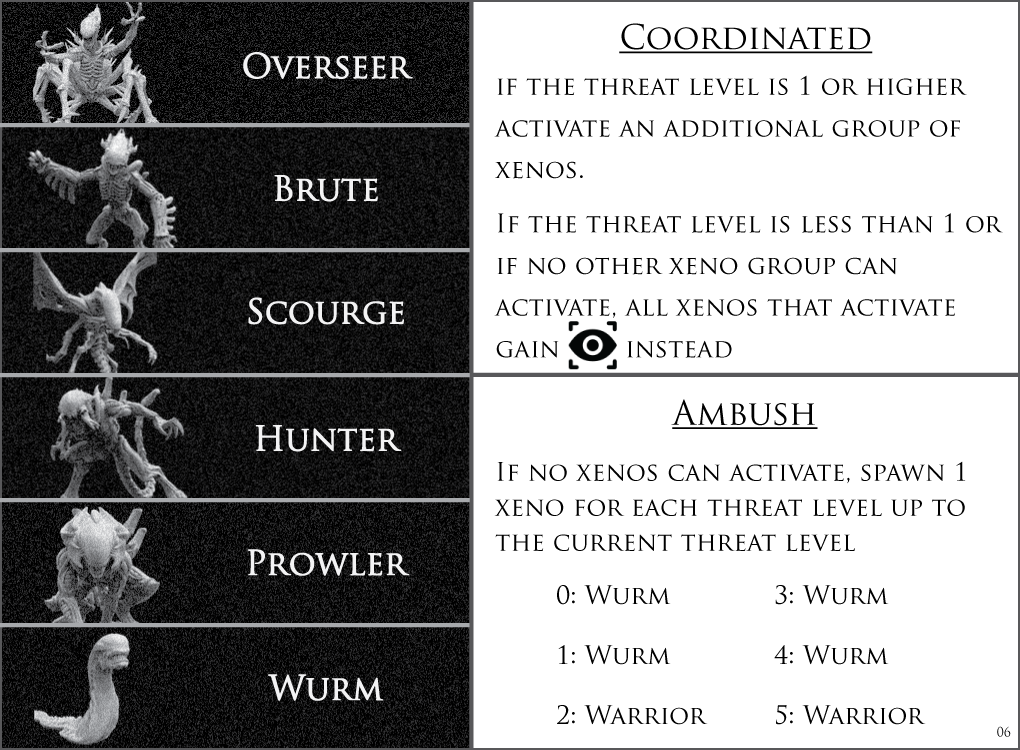 Overseer
Brute
Scourge
Hunter
Prowler
Wurm
Coordinated
if the threat level is 1 or higher
activate an additional group of
xenos.
If the threat level is less than 1 or
if no other xeno group can
activate, all xenos that activate
gain instead
Ambush
If no xenos can activate, spawn 1
xeno for each threat level up to
the current threat level
0: Wurm 3: Wurm
1: Wurm 4: Wurm
2: Warrior 5: Warrior
06